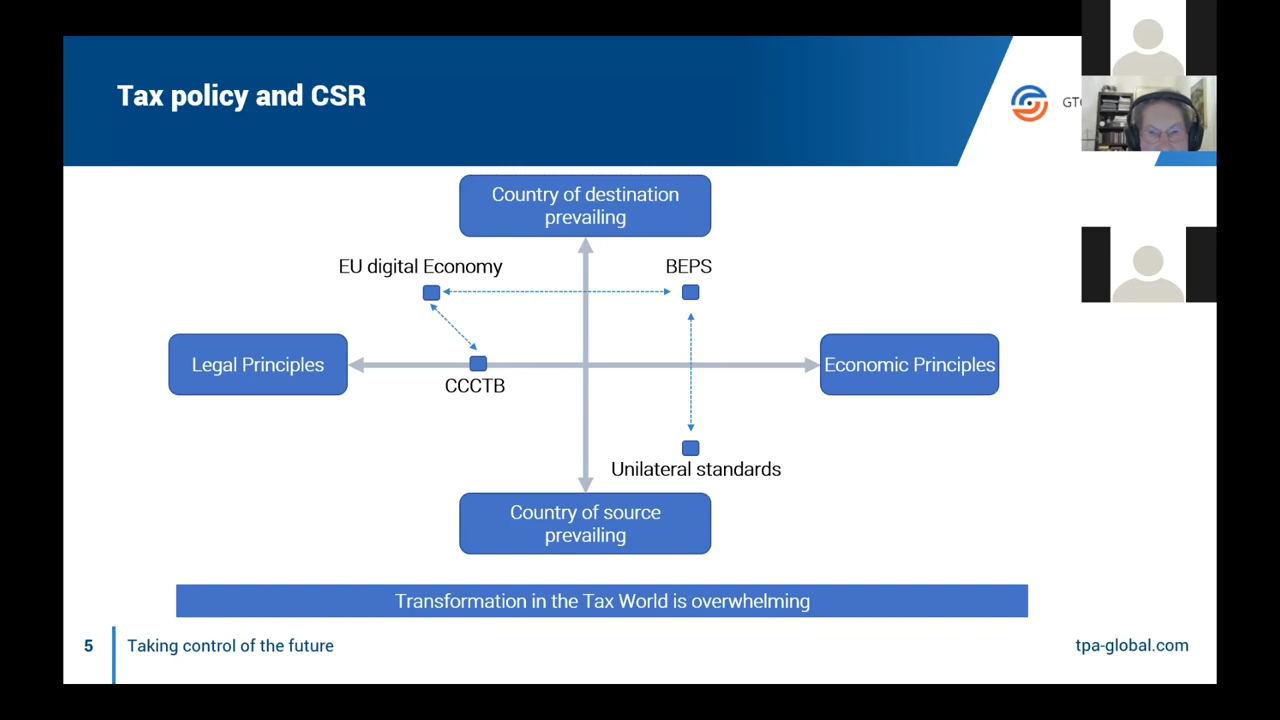 Tax policy and CSR
Country of destination
prevailing
EU digital Economy
BEPS
Legal Principles
Economic Principles
CCCTB
Unilateral standards
Country of source
prevailing
Transformation in the Tax World is overwhelming
5
Taking control of the future
tpa-global.com